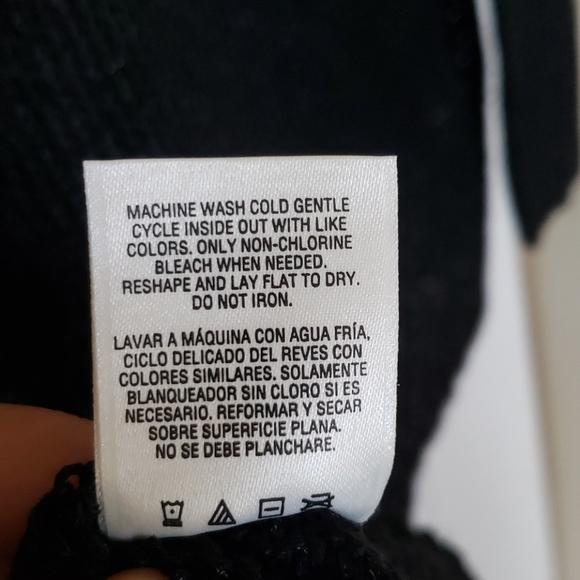 MACHINE WASH COLD GENTLE
CYCLE INSIDE OUT WITH LIKE
COLORS. ONLY NON-CHLORINE
BLEACH WHEN NEEDED.
RESHAPE AND LAY FLAT TO DRY.
DO NOT IRON.
LAVAR A MÁQUINA CON AGUA FRÍA,
CICLO DELICADO DEL REVES CON
COLORES SIMILARES. SOLAMENTE
BLANQUEADOR SIN CLORO SI ES
NECESARIO. REFORMAR Y SECAR
SOBRE SUPERFICIE PLANA.
NO SE DEBE PLANCHARE.